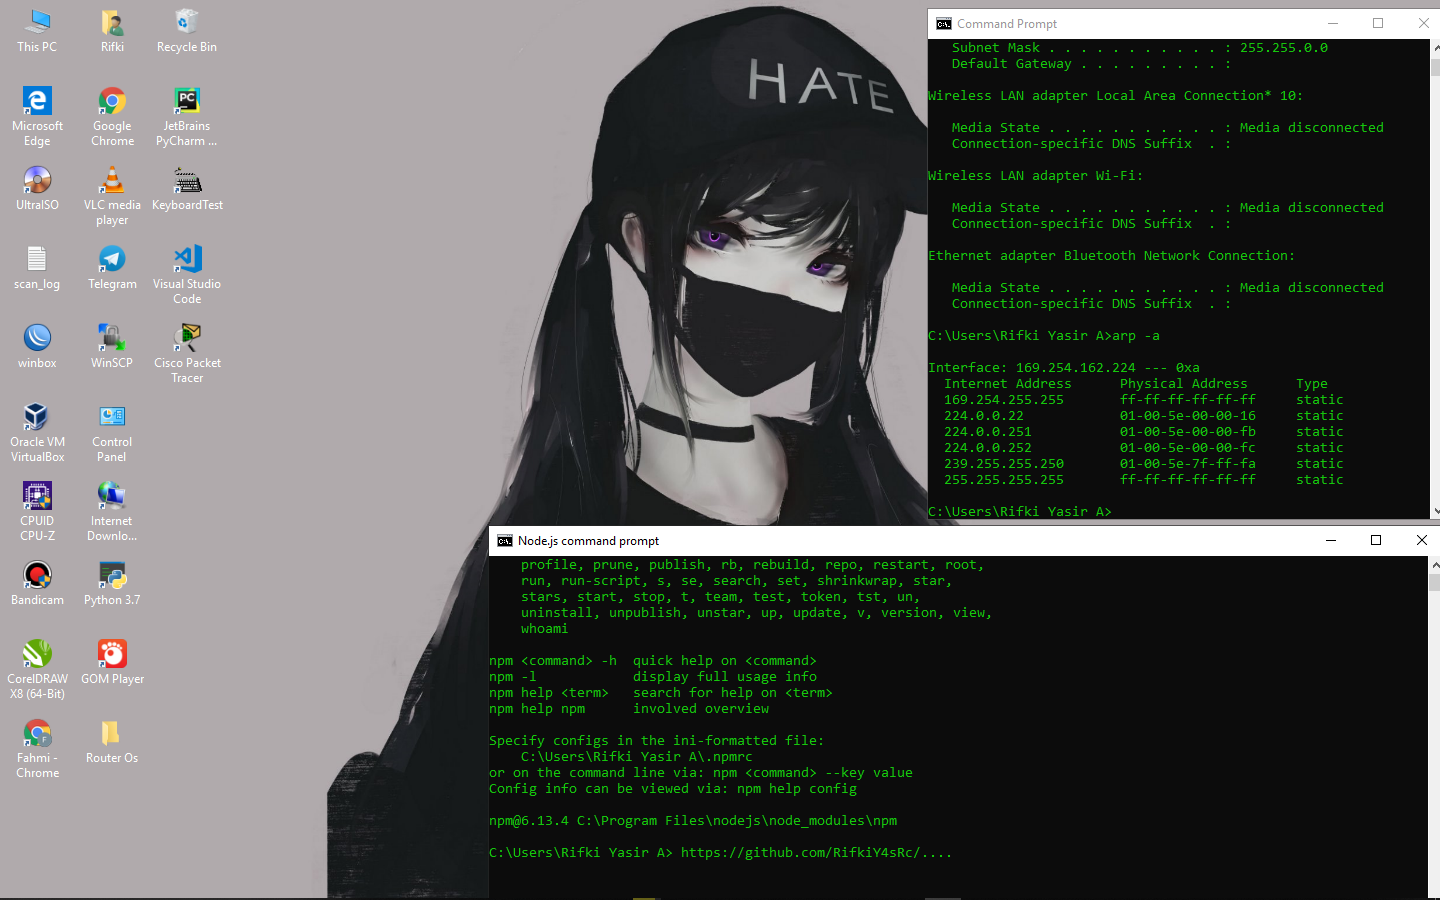 This PC
Rifki
Recycle Bin
Microsoft
Edge
Google
Chrome
JetBrains
PyCharm ...
UltraISO
VLC media
player
KeyboardTest
scan_log
Telegram
Visual Studio
Code
winbox
WinSCP
Cisco Packet
Tracer
Oracle VM
VirtualBox
Control
Panel
CPUID
CPU-Z
Internet
Downlo...
Bandicam
Python 3.7
CorelDRAW
X8 (64-Bit)
GOM Player
Fahmi -
Chrome
Router Os
HATE
Command Prompt
Subnet Mask . . . . . . . . . . . : 255.255.0.0
Default Gateway . . . . . . . . . :
Wireless LAN adapter Local Area Connection* 10:
Media State . . . . . . . . . . . : Media disconnected
Connection-specific DNS Suffix  . :
Wireless LAN adapter Wi-Fi:
Media State . . . . . . . . . . . : Media disconnected
Connection-specific DNS Suffix  . :
Ethernet adapter Bluetooth Network Connection:
Media State . . . . . . . . . . . : Media disconnected
Connection-specific DNS Suffix  . :
C:\Users\Rifki Yasir A>arp -a
Interface: 169.254.162.224 --- 0xa
Internet Address      Physical Address      Type
169.254.255.255       ff-ff-ff-ff-ff-ff     static
224.0.0.22            01-00-5e-00-00-16     static
224.0.0.251           01-00-5e-00-00-fb     static
224.0.0.252           01-00-5e-00-00-fc     static
239.255.255.250       01-00-5e-7f-ff-fa     static
255.255.255.255       ff-ff-ff-ff-ff-ff     static
C:\Users\Rifki Yasir A>
Node.js command prompt
profile, prune, publish, rb, rebuild, repo, restart, root,
run, run-script, s, se, search, set, shrinkwrap, star,
stars, start, stop, t, team, test, token, tst, un,
uninstall, unpublish, unstar, up, update, v, version, view,
whoami
npm <command> -h  quick help on <command>
npm -l            display full usage info
npm help <term>   search for help on <term>
npm help npm      involved overview
Specify configs in the ini-formatted file:
C:\Users\Rifki Yasir A\.npmrc
or on the command line via: npm <command> --key value
Config info can be viewed via: npm help config
npm@6.13.4 C:\Program Files\nodejs\node_modules\npm
C:\Users\Rifki Yasir A> https://github.com/RifkiY4sRc/....